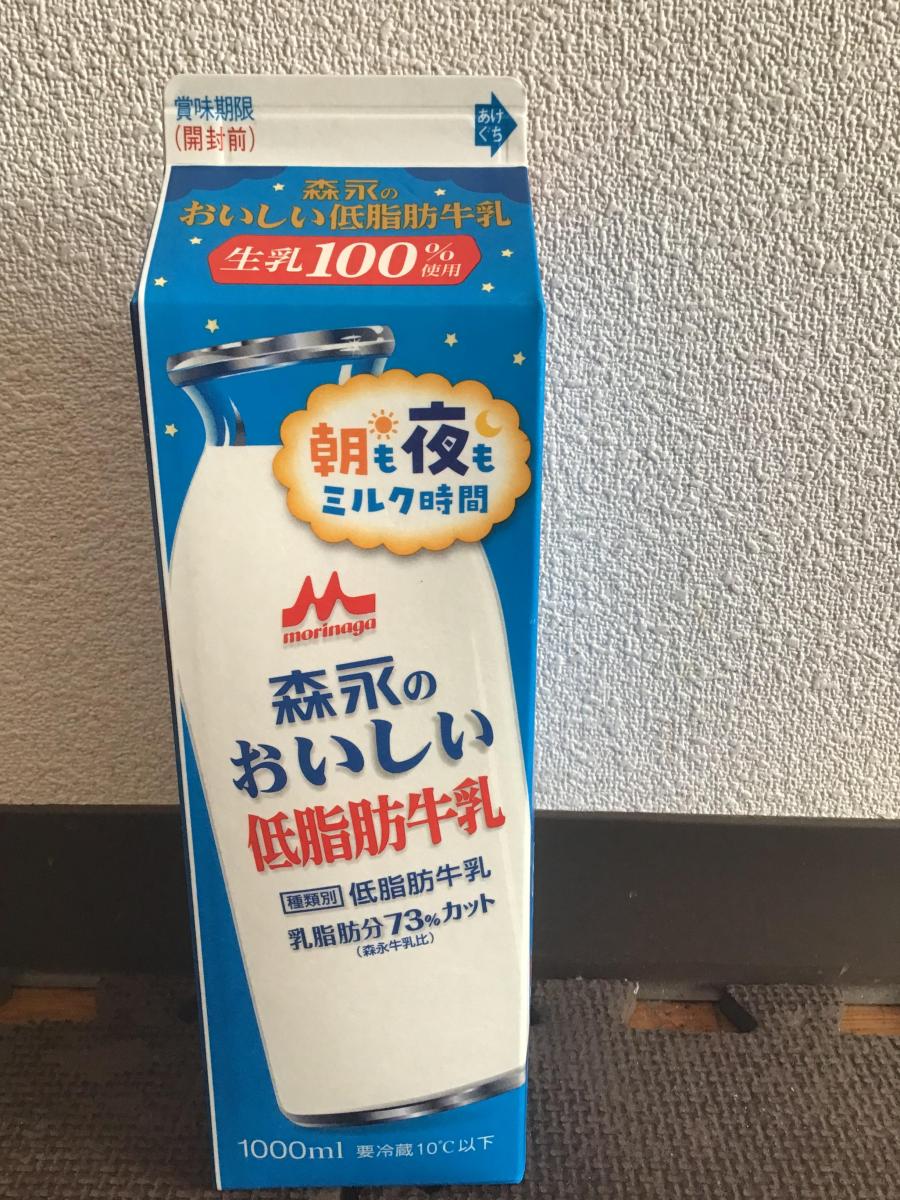 賞味期限
(開封前)
あけ
ぐち
森永の
おいしい低脂肪牛乳
生乳100%使用
朝も夜も
ミルク時間
morinaga
森永の
おいしい
低脂肪牛乳
種類別 低脂肪牛乳
乳脂肪分73%カット
(森永牛乳比)
1000ml 要冷蔵10℃以下